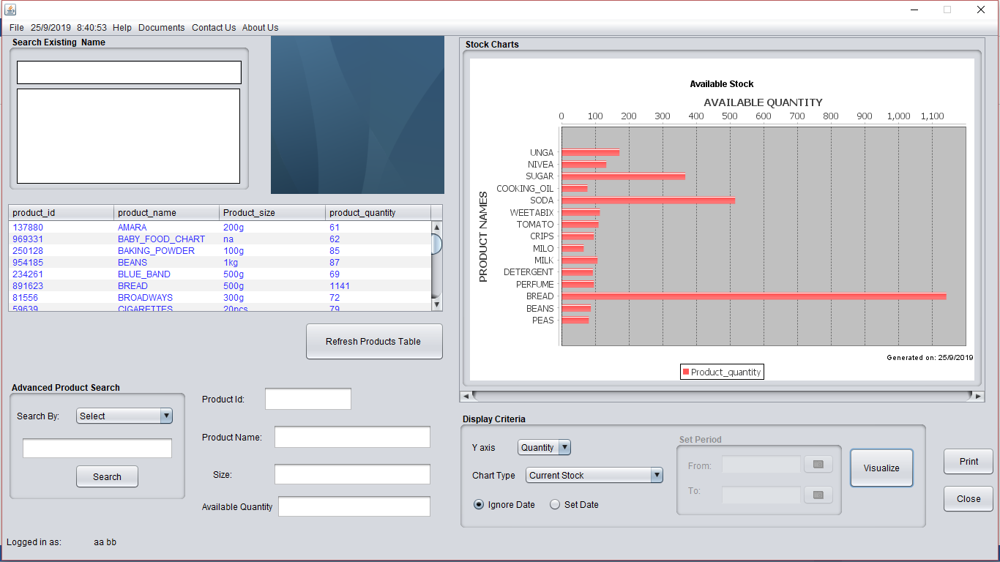 File 25/9/2019 8:40:53 Help Documents Contact Us About Us
Search Existing Name
product_id product_name Product_size product_quantity
137880 AMARA 200g 61
969331 BABY_FOOD_CHART na 62
250128 BAKING_POWDER 100g 85
954185 BEANS 1kg 87
234261 BLUE_BAND 500g 69
891623 BREAD 500g 1141
81556 BROADWAYS 300g 72
59639 CIGARETTES 20pcs 79
Refresh Products Table
Advanced Product Search
Search By: Select
Search
Product Id:
Product Name:
Size:
Available Quantity
Logged in as: aa bb
Stock Charts
Available Stock
AVAILABLE QUANTITY
0 100 200 300 400 500 600 700 800 900 1,000 1,100
PRODUCT NAMES
UNGA
NIVEA
SUGAR
COOKING_OIL
SODA
WEETABIX
TOMATO
CRIPS
MILO
MILK
DETERGENT
PERFUME
BREAD
BEANS
PEAS
Generated on: 25/9/2019
Product_quantity
Display Criteria
Y axis Quantity
Chart Type Current Stock
Ignore Date Set Date
Set Period
From:
To:
Visualize
Print
Close